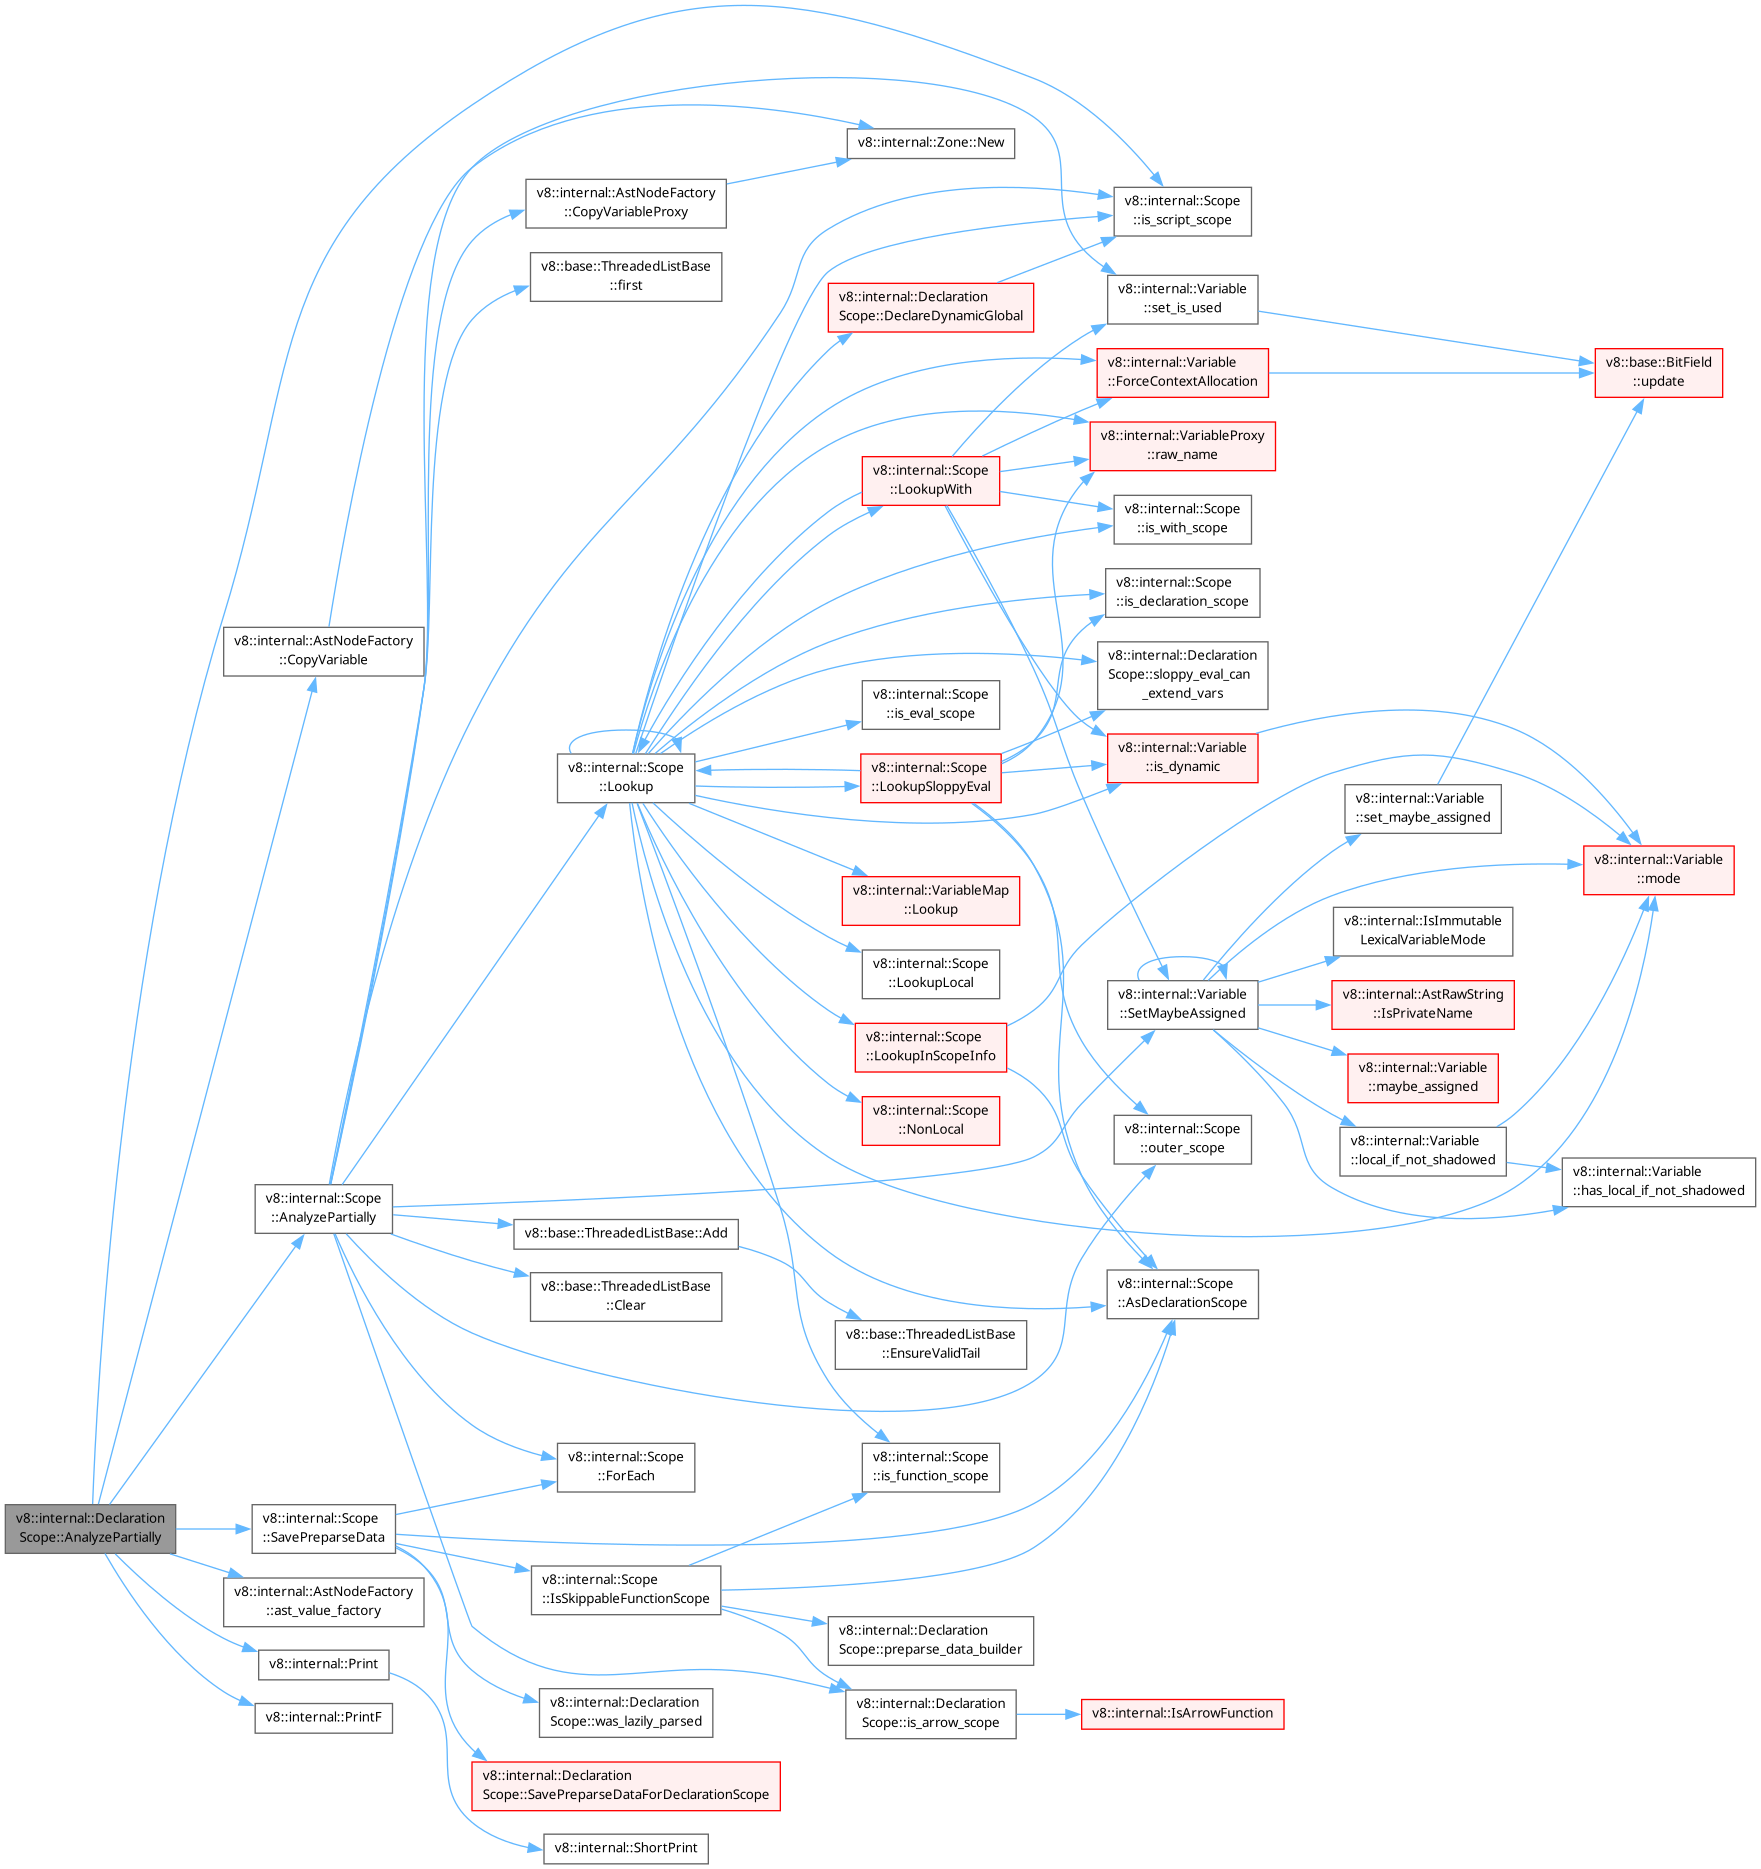 v8::internal::Zone::New
v8::internal::AstNodeFactory
::CopyVariableProxy
v8::internal::Scope
::is_script_scope
v8::base::ThreadedListBase
::first
v8::internal::Variable
::set_is_used
v8::internal::Declaration
Scope::DeclareDynamicGlobal
v8::internal::Variable
::ForceContextAllocation
v8::base::BitField
::update
v8::internal::VariableProxy
::raw_name
v8::internal::Scope
::LookupWith
v8::internal::Scope
::is_with_scope
v8::internal::Scope
::is_declaration_scope
v8::internal::AstNodeFactory
::CopyVariable
v8::internal::Declaration
Scope::sloppy_eval_can
_extend_vars
v8::internal::Scope
::is_eval_scope
v8::internal::Variable
::is_dynamic
v8::internal::Scope
::Lookup
v8::internal::Scope
::LookupSloppyEval
v8::internal::Variable
::set_maybe_assigned
v8::internal::Variable
::mode
v8::internal::VariableMap
::Lookup
v8::internal::IsImmutable
LexicalVariableMode
v8::internal::Scope
::LookupLocal
v8::internal::Variable
::SetMaybeAssigned
v8::internal::AstRawString
::IsPrivateName
v8::internal::Scope
::LookupInScopeInfo
v8::internal::Variable
::maybe_assigned
v8::internal::Scope
::NonLocal
v8::internal::Scope
::outer_scope
v8::internal::Variable
::local_if_not_shadowed
v8::internal::Variable
::has_local_if_not_shadowed
v8::internal::Scope
::AnalyzePartially
v8::base::ThreadedListBase::Add
v8::base::ThreadedListBase
::Clear
v8::internal::Scope
::AsDeclarationScope
v8::base::ThreadedListBase
::EnsureValidTail
v8::internal::Scope
::ForEach
v8::internal::Scope
::is_function_scope
v8::internal::Declaration
Scope::AnalyzePartially
v8::internal::Scope
::SavePreparseData
v8::internal::Scope
::IsSkippableFunctionScope
v8::internal::AstNodeFactory
::ast_value_factory
v8::internal::Declaration
Scope::preparse_data_builder
v8::internal::Print
v8::internal::Declaration
Scope::was_lazily_parsed
v8::internal::Declaration
Scope::is_arrow_scope
v8::internal::IsArrowFunction
v8::internal::PrintF
v8::internal::Declaration
Scope::SavePreparseDataForDeclarationScope
v8::internal::ShortPrint